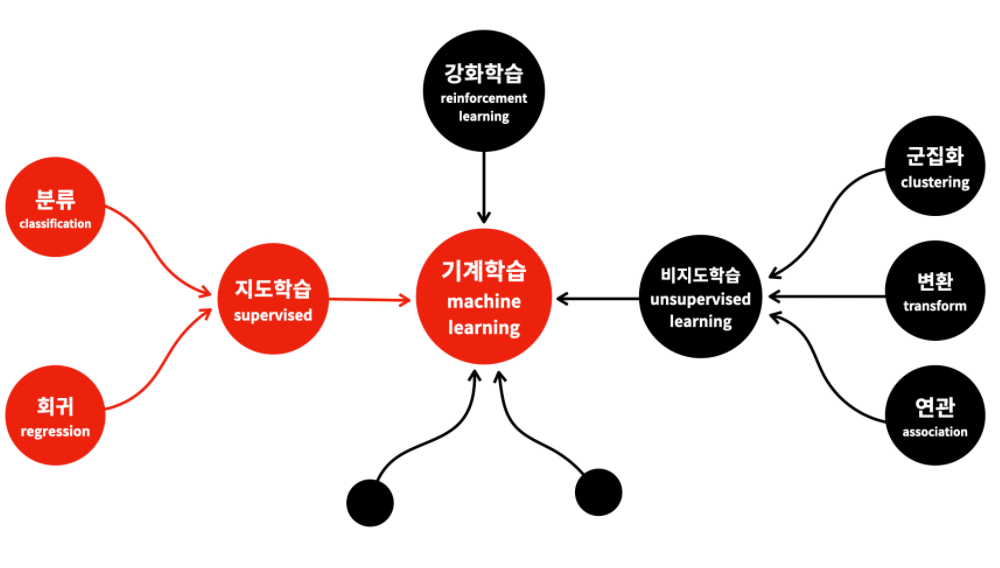 강화학습
reinforcement
learning
분류
classification
지도학습
supervised
회귀
regression
기계학습
machine
learning
비지도학습
unsupervised
learning
군집화
clustering
변환
transform
연관
association